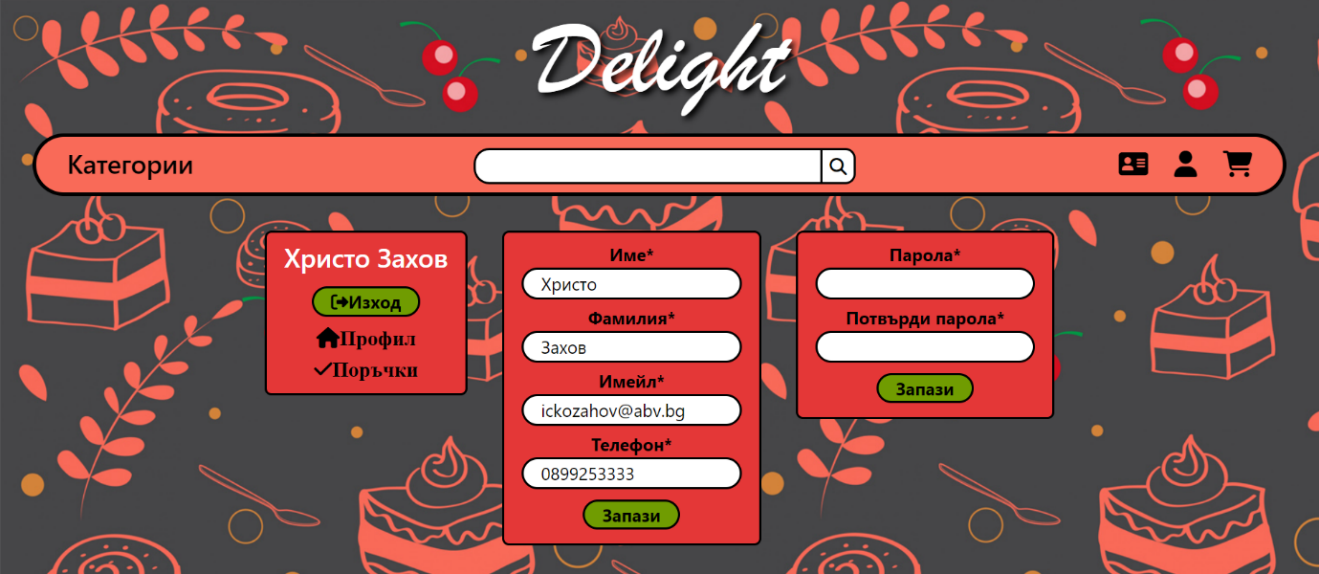 Delight
Категории
Христо Захов
Изход
Профил
Поръчки
Име*
Христо
Фамилия*
Захов
Имейл*
ickozahov@abv.bg
Телефон*
0899253333
Запази
Парола*
Потвърди парола*
Запази